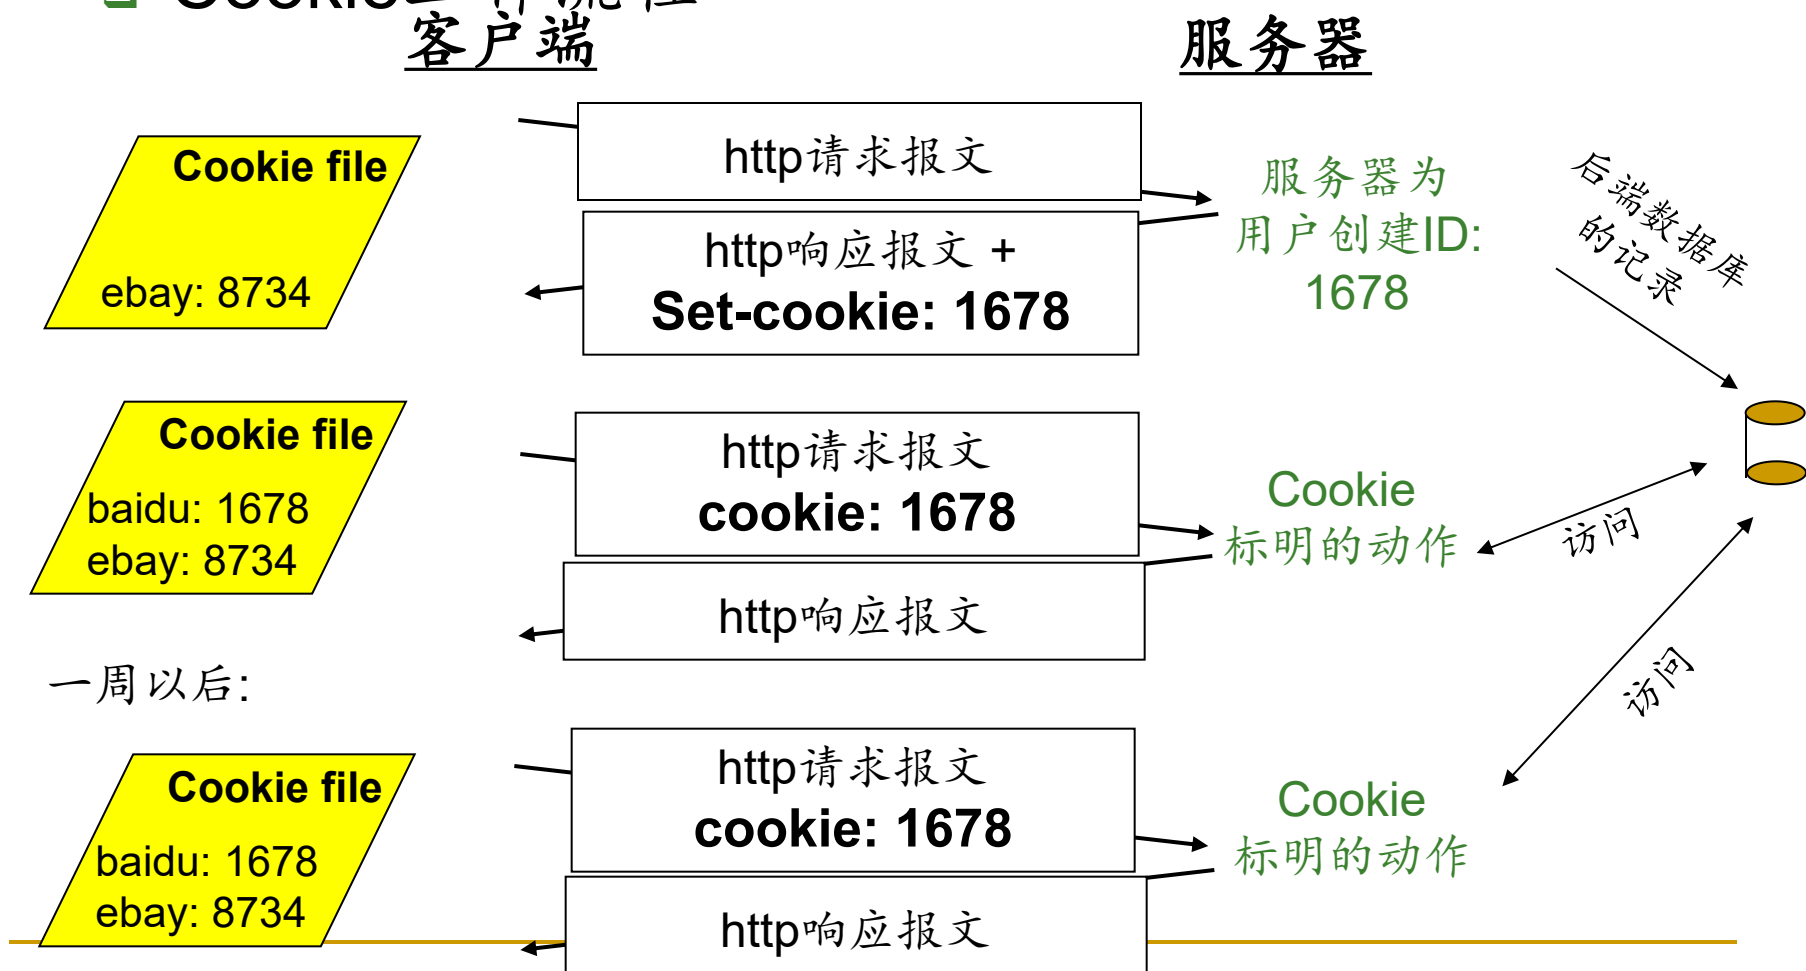 Cookie
客户端
服务器
Cookie file
ebay: 8734
http请求报文
http响应报文 +
Set-cookie: 1678
服务器为
用户创建ID:
1678
后端数据库
的记录
Cookie file
baidu: 1678
ebay: 8734
http请求报文
cookie: 1678
http响应报文
Cookie
标明的动作
访问
访问
一周以后:
Cookie file
baidu: 1678
ebay: 8734
http请求报文
cookie: 1678
http响应报文
Cookie
标明的动作